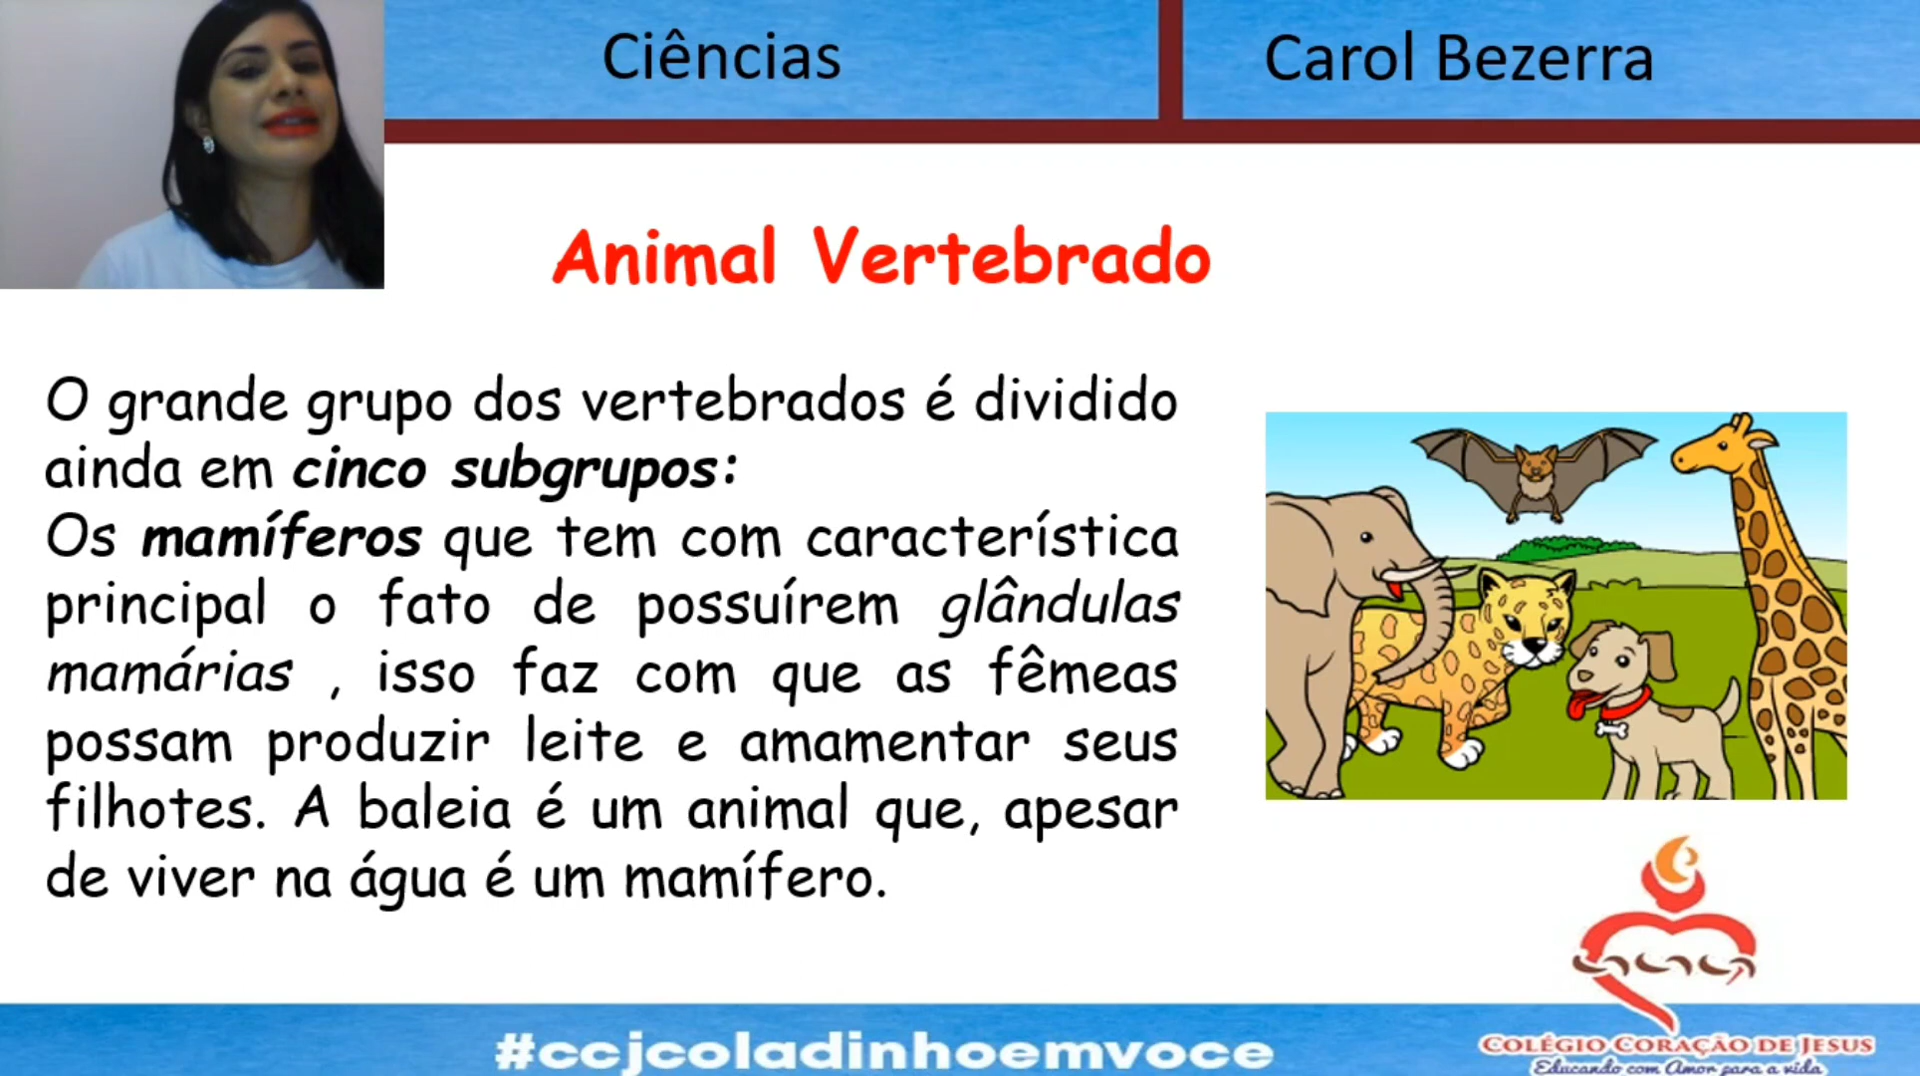 Ciências
Carol Bezerra
Animal Vertebrado
O grande grupo dos vertebrados é dividido
ainda em cinco subgrupos:
Os mamíferos que tem com característica
principal o fato de possuírem glândulas
mamárias , isso faz com que as fêmeas
possam produzir leite e amamentar seus
filhotes. A baleia é um animal que, apesar
de viver na água é um mamífero.
#ccjcoladinhoemvoce
COLÉGIO CORAÇÃO DE JESUS
Educando com Amor para a vida